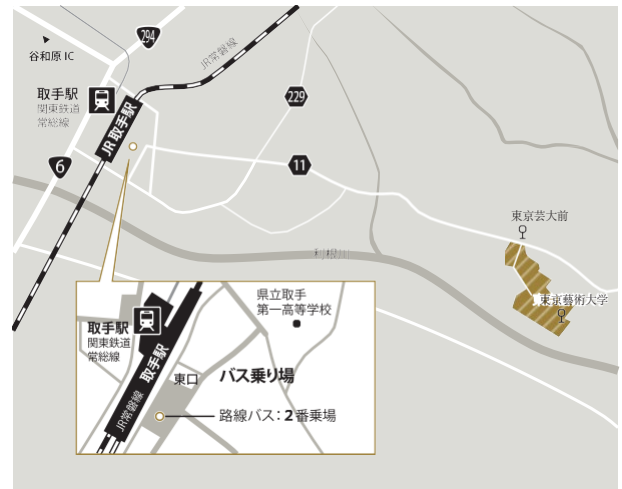 294
谷和原 IC
JR常磐線
取手駅
関東鉄道
常総線
JR 取手駅
229
6
11
東京芸大前
利根川
東京藝術大学
県立取手
第一高等学校
取手駅
関東鉄道
常総線
取手駅
東口
バス乗り場
JR常磐線
路線バス：2番乗場